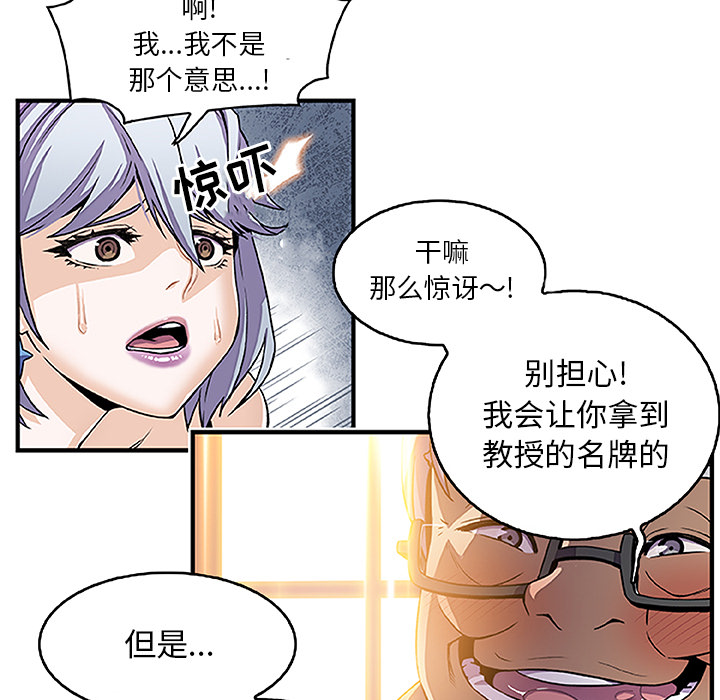 啊!
我...我不是
那个意思...!
惊吓
干嘛
那么惊讶～!
别担心!
我会让你拿到
教授的名牌的
但是...